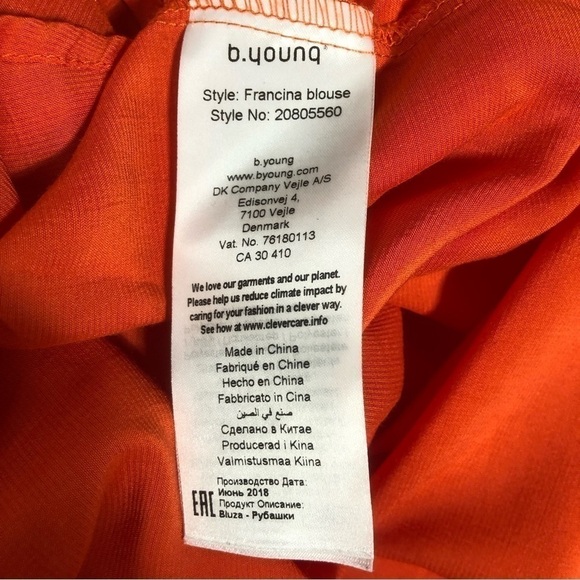 b.young
Style: Francina blouse
Style No: 20805560
b.young
www.byoung.com
DK Company Vejle A/S
Edisonvej 4,
7100 Vejle
Denmark
Vat. No. 76180113
CA 30 410
We love our garments and our planet.
Please help us reduce climate impact by
caring for your fashion in a clever way.
See how at www.clevercare.info
Made in China
Fabriqué en Chine
Hecho en China
Fabbricato in Cina
صنع في الصين
Сделано в Китае
Producerad i Kina
Valmistusmaa Kiina
Производство Дата:
Июнь 2018
Продукт Описание:
Bluza - Рубашки
EAC